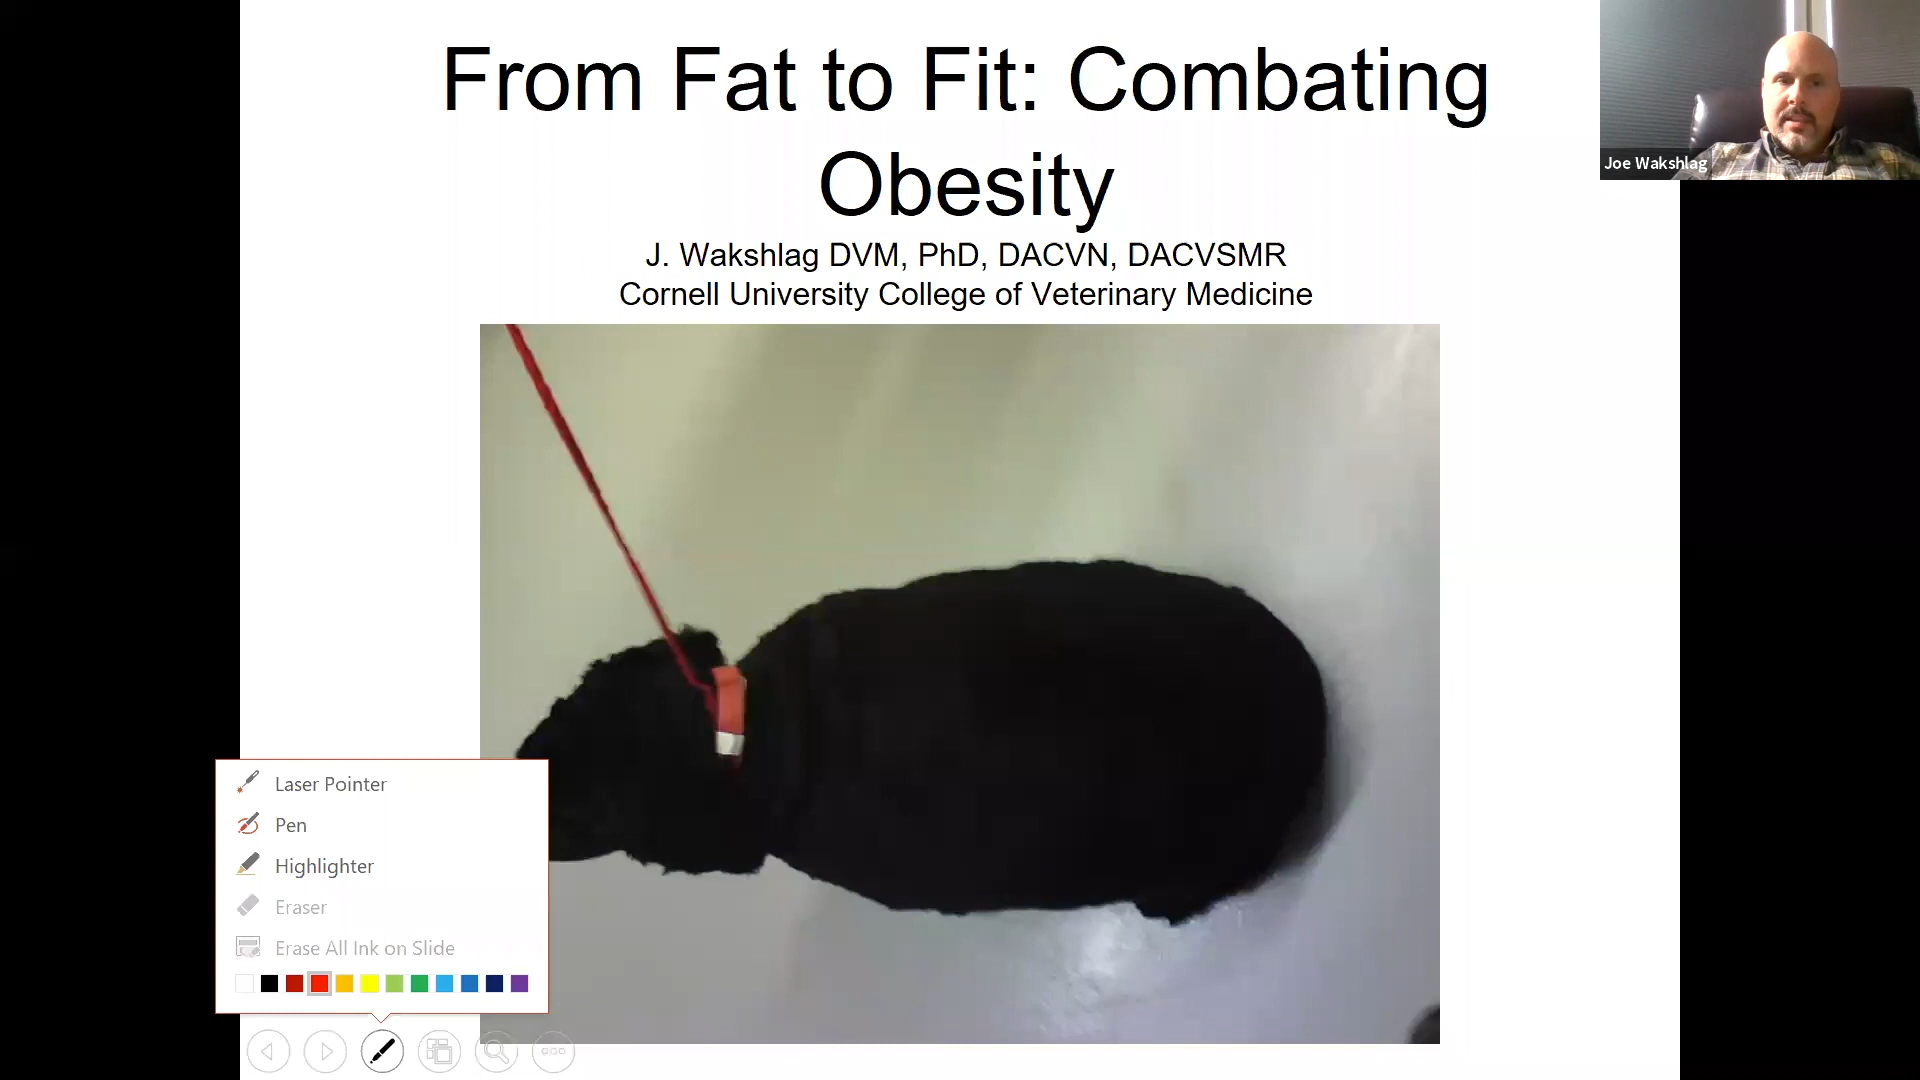 From Fat to Fit: Combating
Obesity
J. Wakshlag DVM, PhD, DACVN, DACVSMR
Cornell University College of Veterinary Medicine
Joe Wakshlag
Laser Pointer
Pen
Highlighter
Eraser
Erase All Ink on Slide